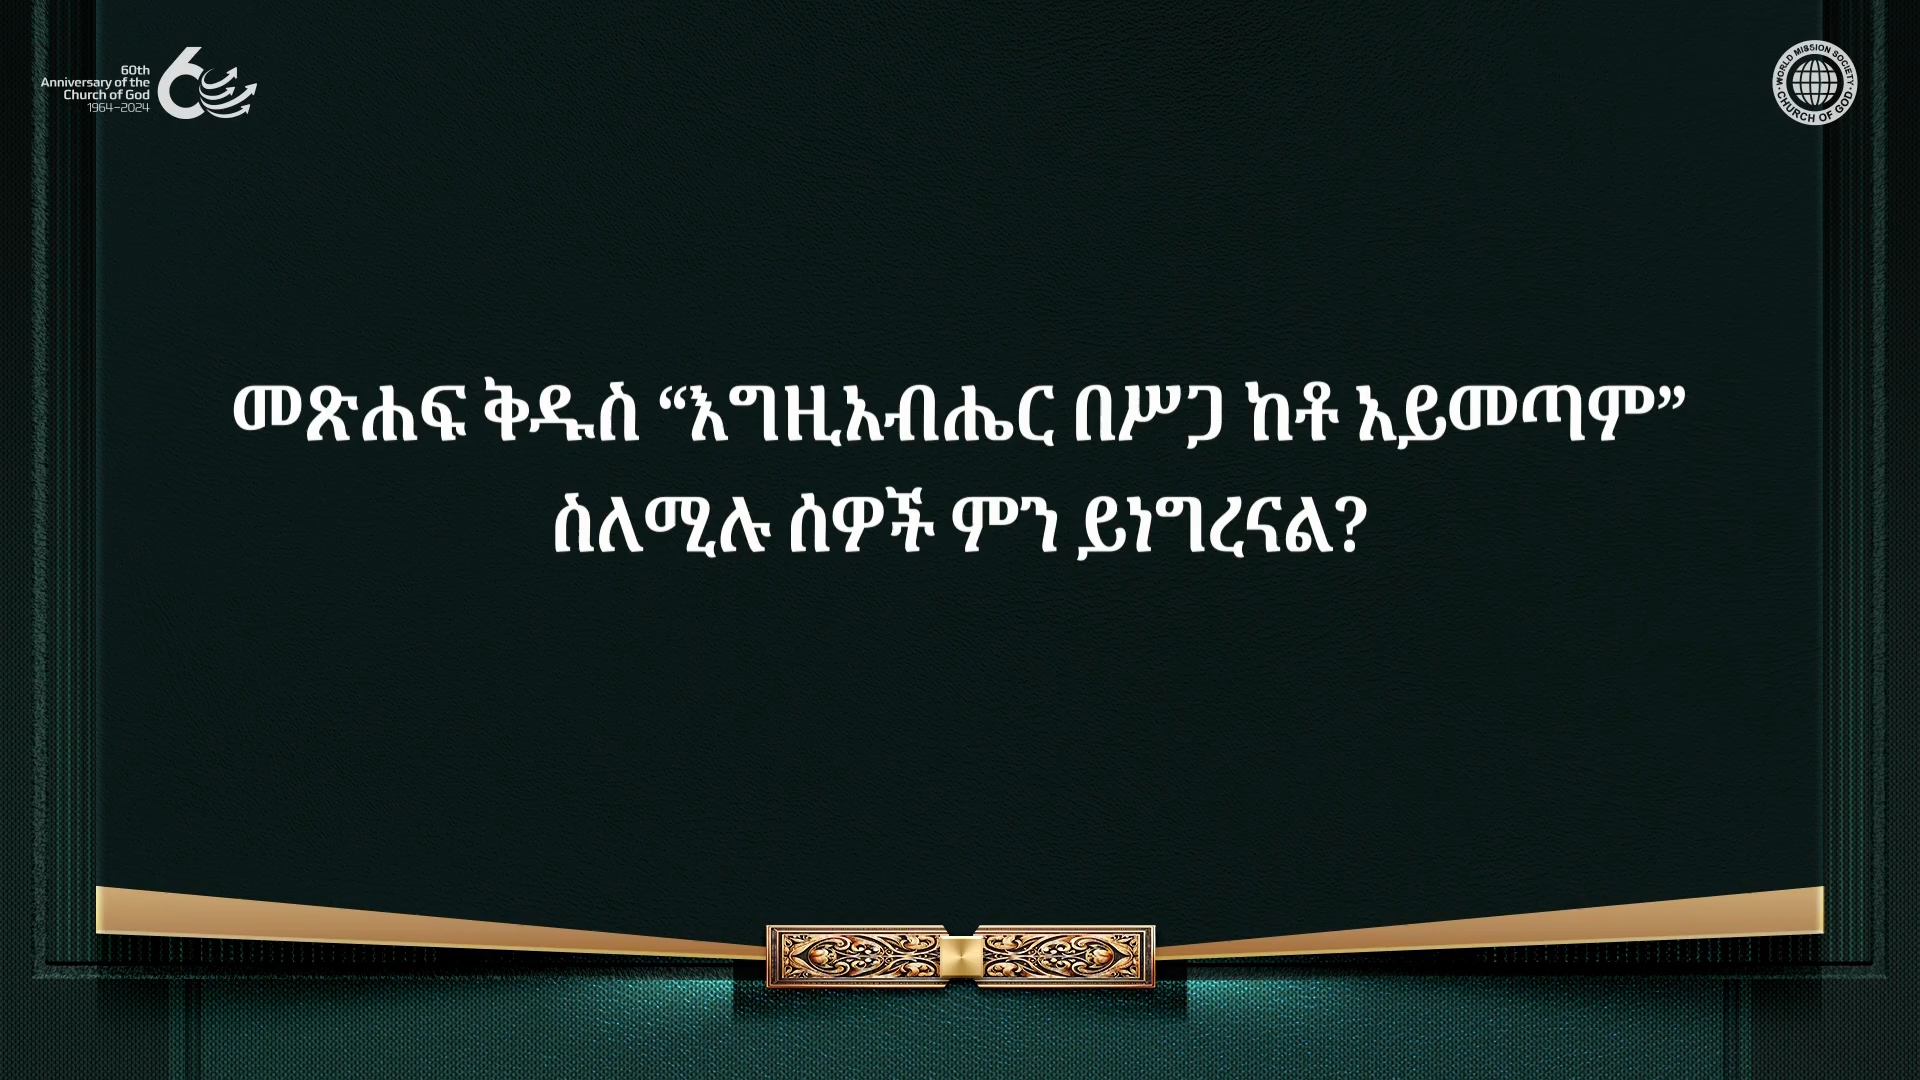 60th
Anniversary of the
Church of God
1964–2024
60
WORLD MISSION SOCIETY
CHURCH OF GOD
መጽሐፍ ቅዱስ “እግዚአብሔር በሥጋ ከቶ አይመጣም”
ስለሚሉ ሰዎች ምን ይነግረናል?